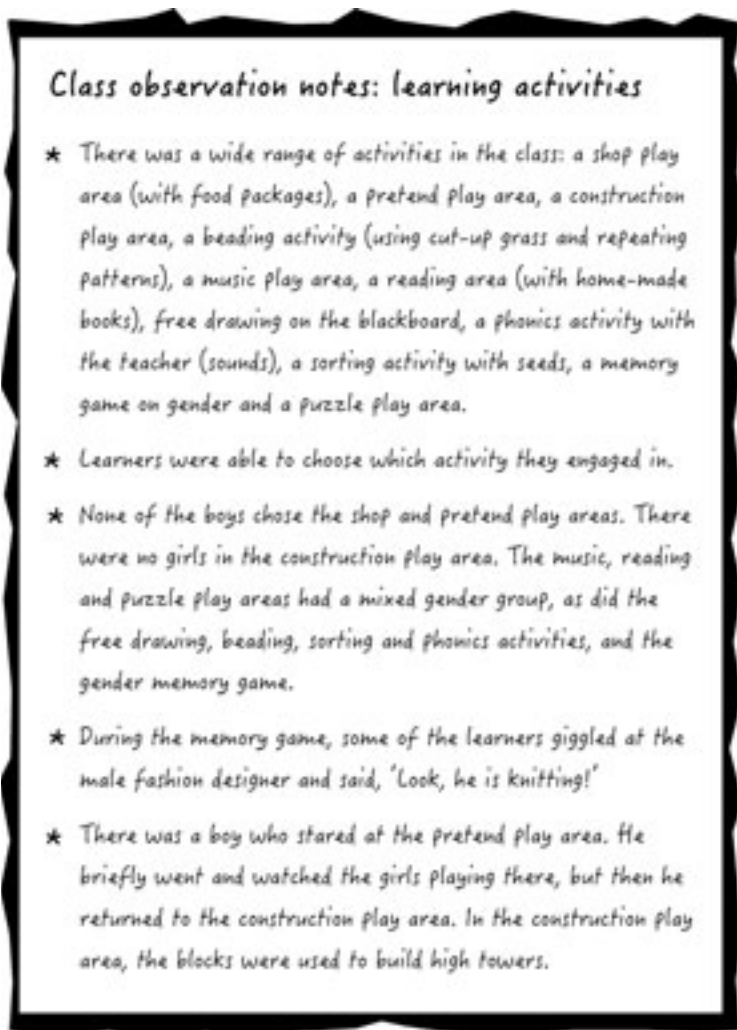 Class observation notes: learning activities
* There was a wide range of activities in the class: a shop play
area (with food packages), a pretend play area, a construction
play area, a beading activity (using cut-up grass and repeating
patterns), a music play area, a reading area (with home-made
books), free drawing on the blackboard, a phonics activity with
the teacher (sounds), a sorting activity with seeds, a memory
game on gender and a puzzle play area.
* Learners were able to choose which activity they engaged in.
* None of the boys chose the shop and pretend play areas. There
were no girls in the construction play area. The music, reading
and puzzle play areas had a mixed gender group, as did the
free drawing, beading, sorting and phonics activities, and the
gender memory game.
* During the memory game, some of the learners giggled at the
male fashion designer and said, ‘Look, he is knitting!’
* There was a boy who stared at the pretend play area. He
briefly went and watched the girls playing there, but then he
returned to the construction play area. In the construction play
area, the blocks were used to build high towers.